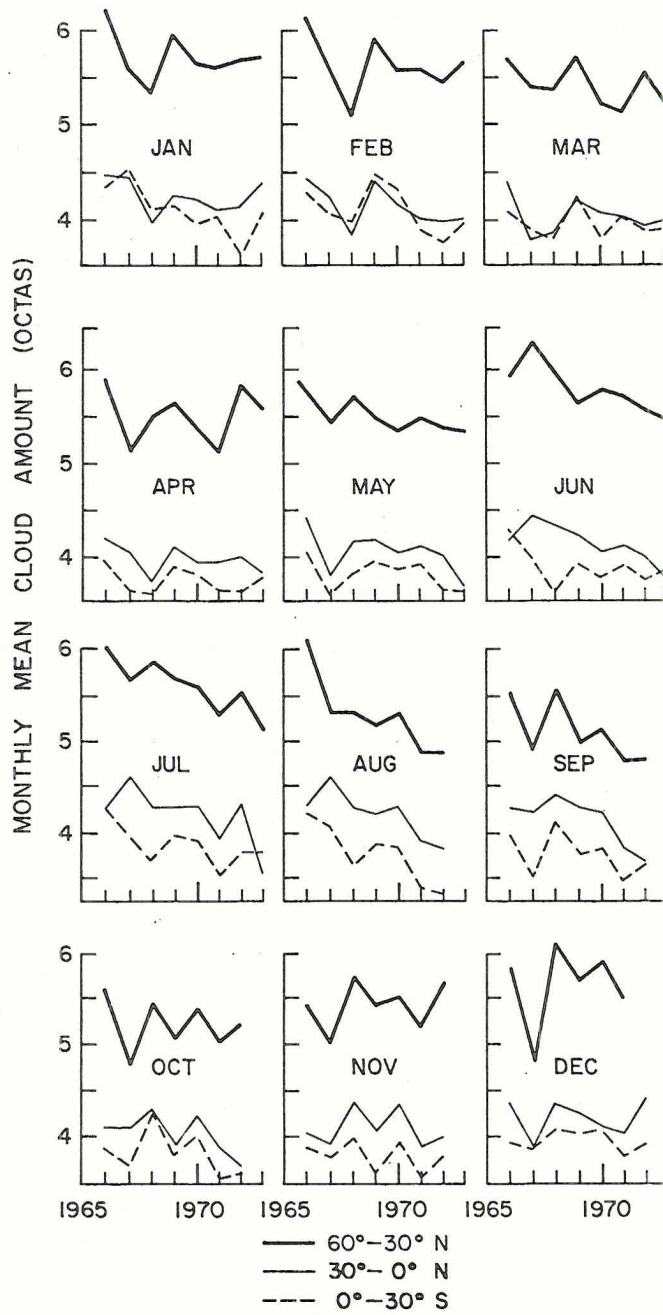 MONTHLY MEAN CLOUD AMOUNT (OCTAS)
6
5
4
JAN
FEB
MAR
6
5
4
APR
MAY
JUN
6
5
4
JUL
AUG
SEP
6
5
4
OCT
NOV
DEC
1965 1970 1965 1970 1965 1970
60°–30° N
30°– 0° N
0°–30° S